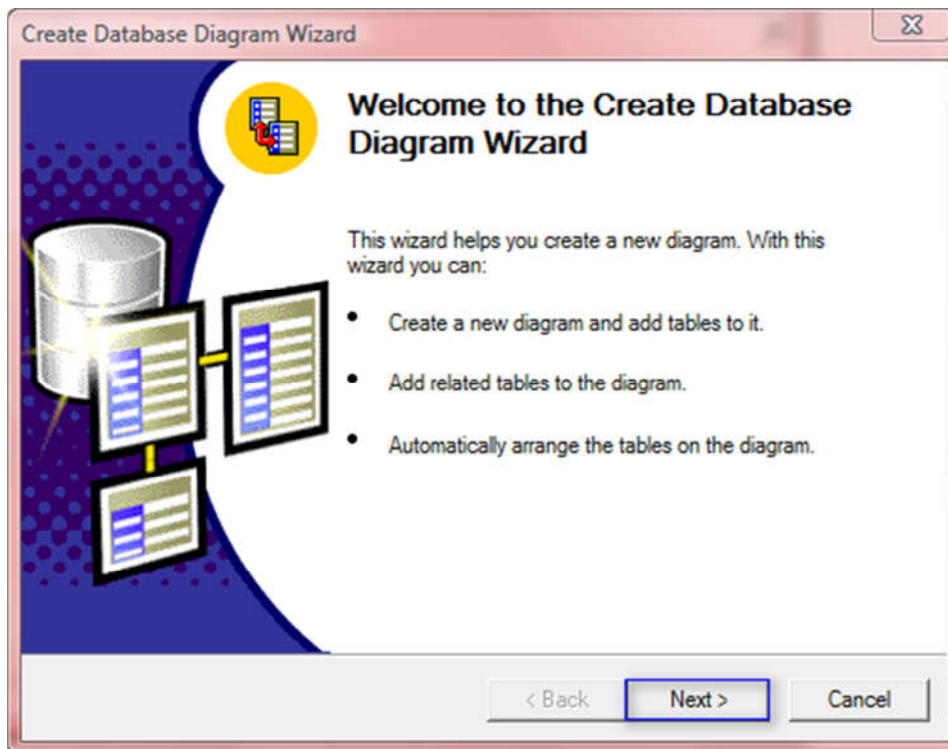 Create Database Diagram Wizard
Welcome to the Create Database
Diagram Wizard
This wizard helps you create a new diagram. With this
wizard you can:
• Create a new diagram and add tables to it.
• Add related tables to the diagram.
• Automatically arrange the tables on the diagram.
< Back Next > Cancel